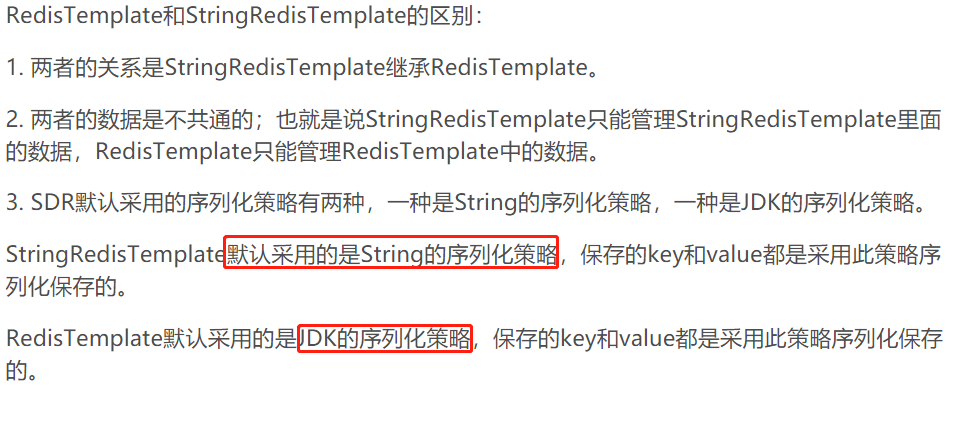 RedisTemplate和StringRedisTemplate的区别：
1. 两者的关系是StringRedisTemplate继承RedisTemplate。
2. 两者的数据是不共通的；也就是说StringRedisTemplate只能管理StringRedisTemplate里面
的数据，RedisTemplate只能管理RedisTemplate中的数据。
3. SDR默认采用的序列化策略有两种，一种是String的序列化策略，一种是JDK的序列化策略。
StringRedisTemplate默认采用的是String的序列化策略，保存的key和value都是采用此策略序
列化保存的。
RedisTemplate默认采用的是JDK的序列化策略，保存的key和value都是采用此策略序列化保存
的。